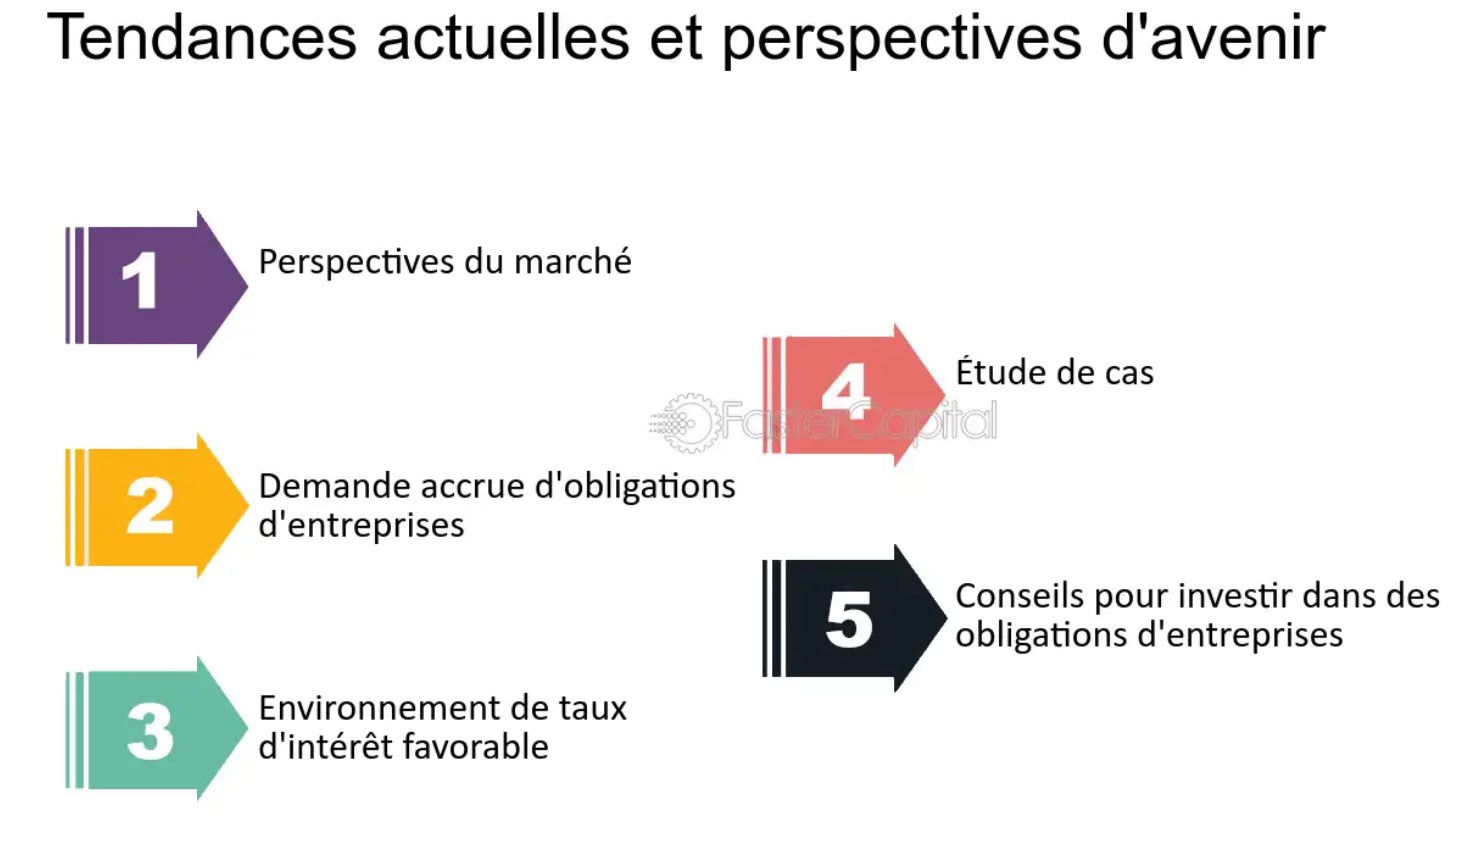 Tendances actuelles et perspectives d'avenir
1
Perspectives du marché
2
Demande accrue d'obligations
d'entreprises
3
Environnement de taux
d'intérêt favorable
4
Étude de cas
FasterCapital
5
Conseils pour investir dans des
obligations d'entreprises